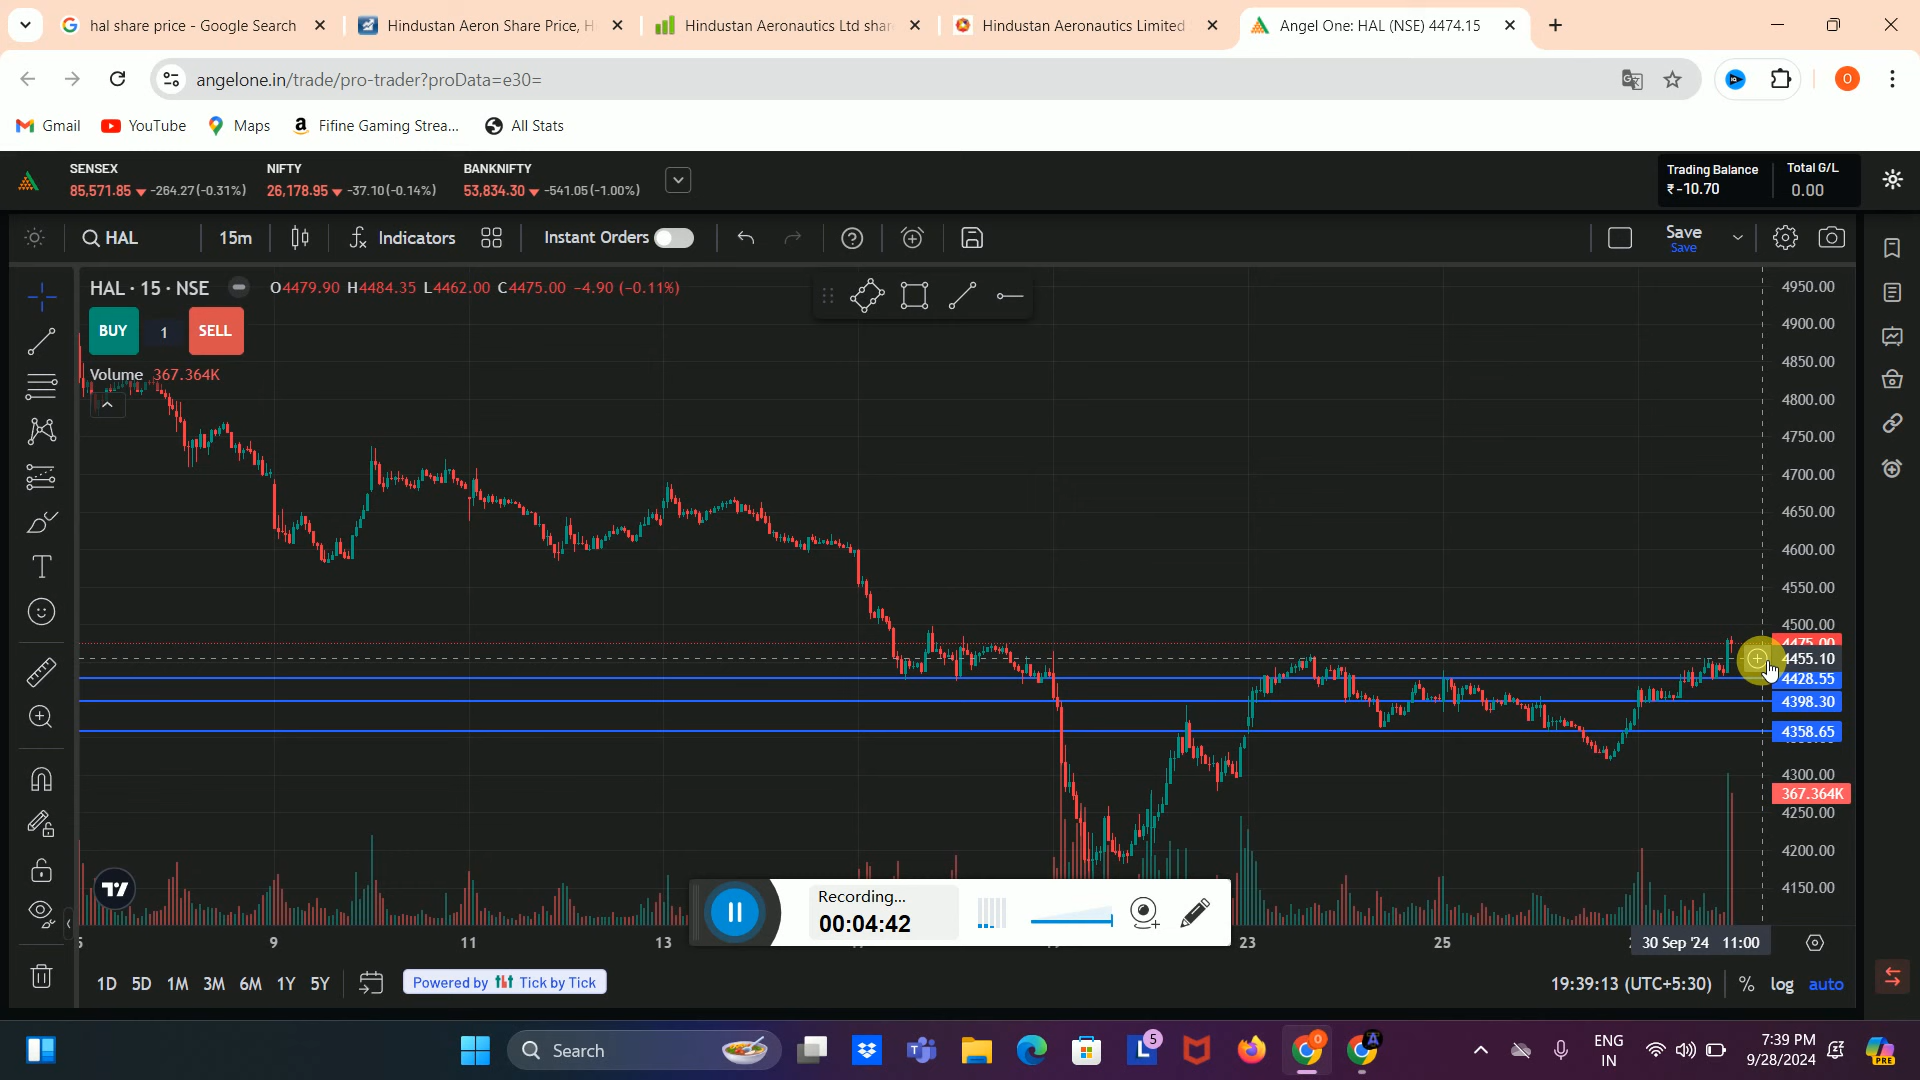 hal share price - Google Search
Hindustan Aeron Share Price, H
Hindustan Aeronautics Ltd shar
Hindustan Aeronautics Limited
Angel One: HAL (NSE) 4474.15
angelone.in/trade/pro-trader?proData=e30=
O
Gmail YouTube Maps Fifine Gaming Strea... All Stats
SENSEX
85,571.85 -264.27(-0.31%)
NIFTY
26,178.95 -37.10(-0.14%)
BANKNIFTY
53,834.30 -541.05(-1.00%)
Trading Balance
₹-10.70
Total G/L
0.00
HAL 15m Indicators Instant Orders Save
Save
HAL · 15 · NSE O4479.90 H4484.35 L4462.00 C4475.00 -4.90 (-0.11%)
BUY 1 SELL
Volume 367.364K
4950.00
4900.00
4850.00
4800.00
4750.00
4700.00
4650.00
4600.00
4550.00
4500.00
4475.00
4455.10
4428.55
4398.30
4358.65
4300.00
367.364K
4250.00
4200.00
4150.00
Recording...
00:04:42
9 11 13 23 25 30 Sep '24 11:00
1D 5D 1M 3M 6M 1Y 5Y Powered by Tick by Tick 19:39:13 (UTC+5:30) % log auto
Search
5
ENG
IN
7:39 PM
9/28/2024
PRE